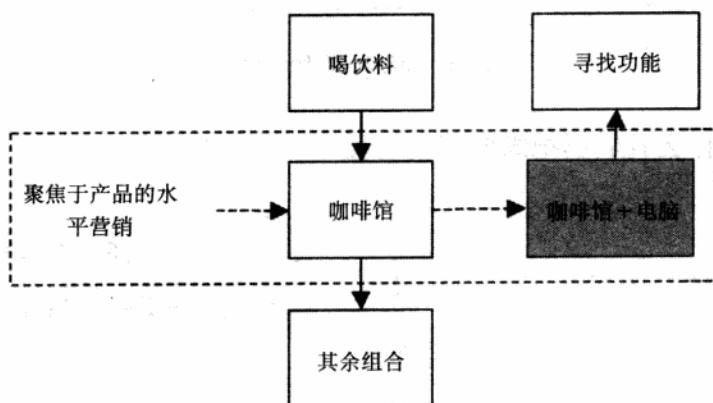 喝饮料
寻找功能
聚焦于产品的水
平营销
咖啡馆
咖啡馆+电脑
其余组合